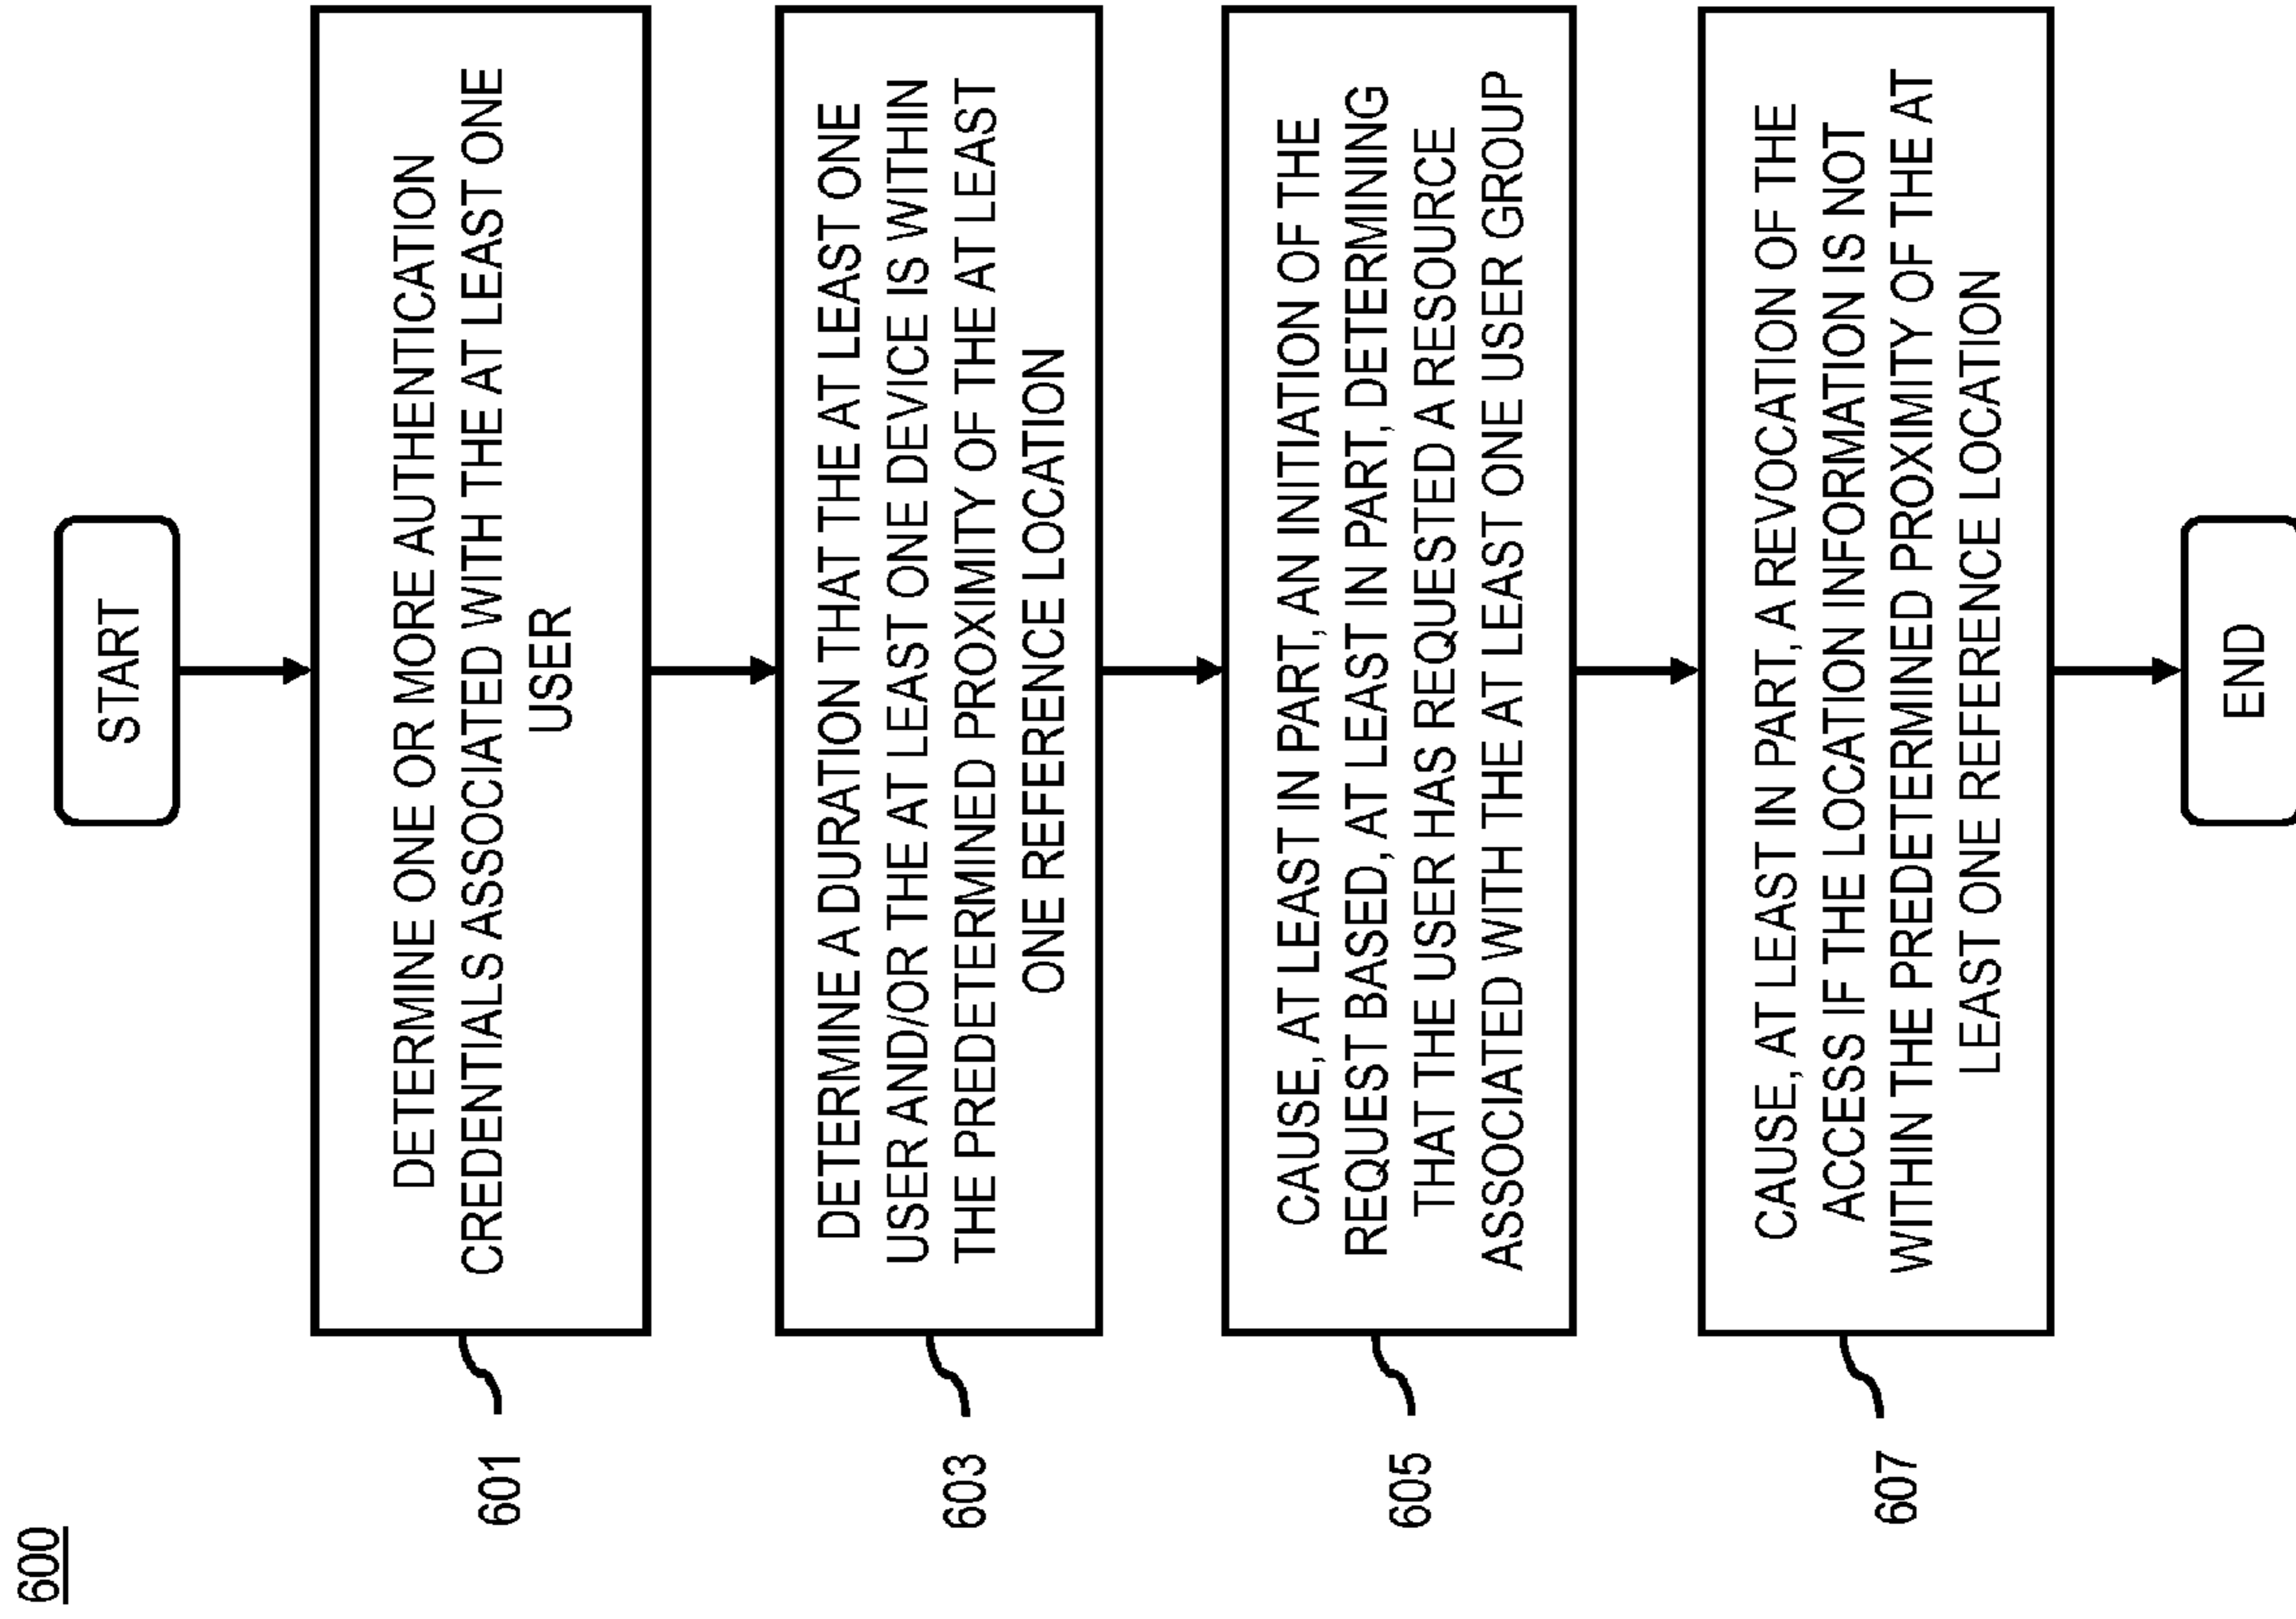 600
START
601
DETERMINE ONE OR MORE AUTHENTICATION
CREDENTIALS ASSOCIATED WITH THE AT LEAST ONE
USER
603
DETERMINE A DURATION THAT THE AT LEAST ONE
USER AND/OR THE AT LEAST ONE DEVICE IS WITHIN
THE PREDETERMINED PROXIMITY OF THE AT LEAST
ONE REFERENCE LOCATION
605
CAUSE, AT LEAST IN PART, AN INITIATION OF THE
REQUEST BASED, AT LEAST IN PART, DETERMINING
THAT THE USER HAS REQUESTED A RESOURCE
ASSOCIATED WITH THE AT LEAST ONE USER GROUP
607
CAUSE, AT LEAST IN PART, A REVOCATION OF THE
ACCESS IF THE LOCATION INFORMATION IS NOT
WITHIN THE PREDETERMINED PROXIMITY OF THE AT
LEAST ONE REFERENCE LOCATION
END